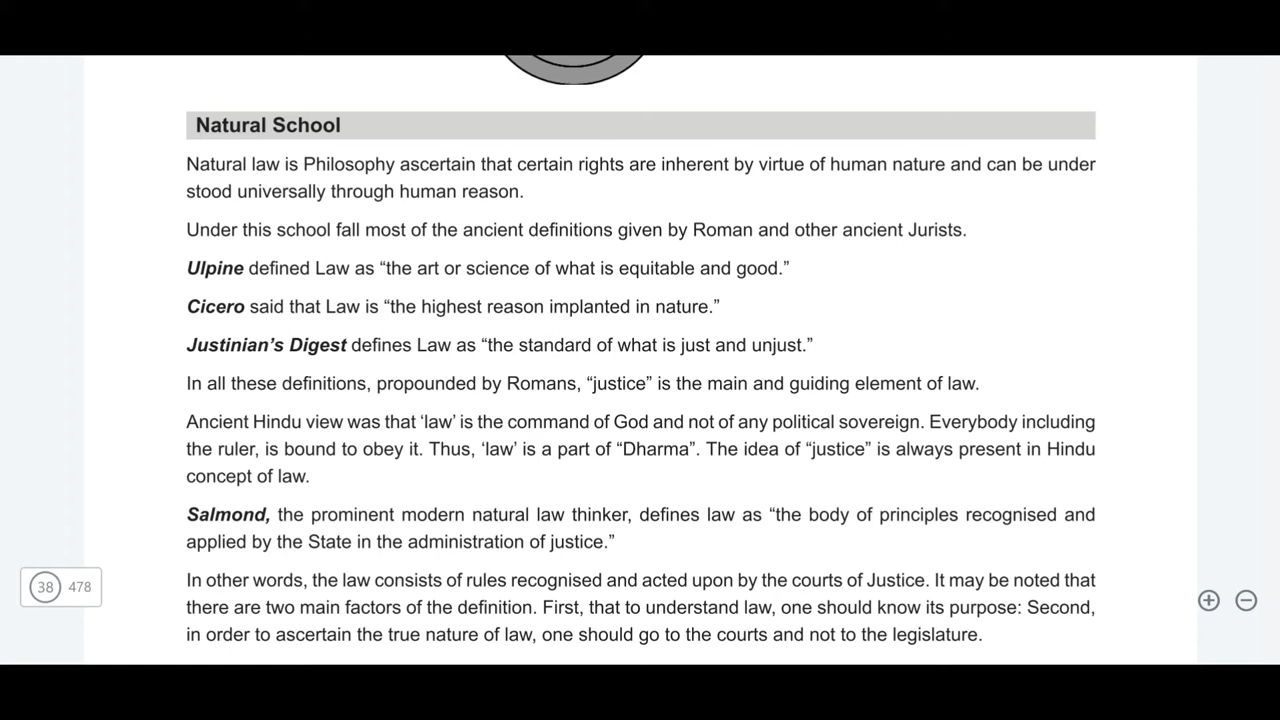 Natural School
Natural law is Philosophy ascertain that certain rights are inherent by virtue of human nature and can be under
stood universally through human reason.
Under this school fall most of the ancient definitions given by Roman and other ancient Jurists.
Ulpine defined Law as “the art or science of what is equitable and good.”
Cicero said that Law is “the highest reason implanted in nature.”
Justinian’s Digest defines Law as “the standard of what is just and unjust.”
In all these definitions, propounded by Romans, “justice” is the main and guiding element of law.
Ancient Hindu view was that ‘law’ is the command of God and not of any political sovereign. Everybody including
the ruler, is bound to obey it. Thus, ‘law’ is a part of “Dharma”. The idea of “justice” is always present in Hindu
concept of law.
Salmond, the prominent modern natural law thinker, defines law as “the body of principles recognised and
applied by the State in the administration of justice.”
In other words, the law consists of rules recognised and acted upon by the courts of Justice. It may be noted that
there are two main factors of the definition. First, that to understand law, one should know its purpose: Second,
in order to ascertain the true nature of law, one should go to the courts and not to the legislature.
38 478